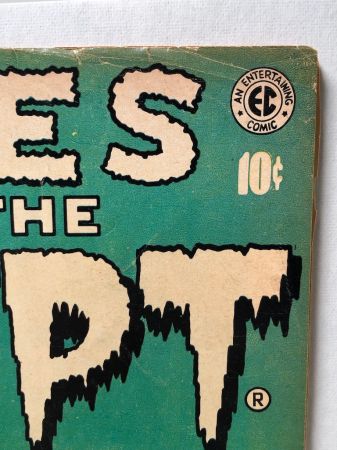 ES
AN ENTERTAINING
EC
COMIC
10¢
THE
PT
®